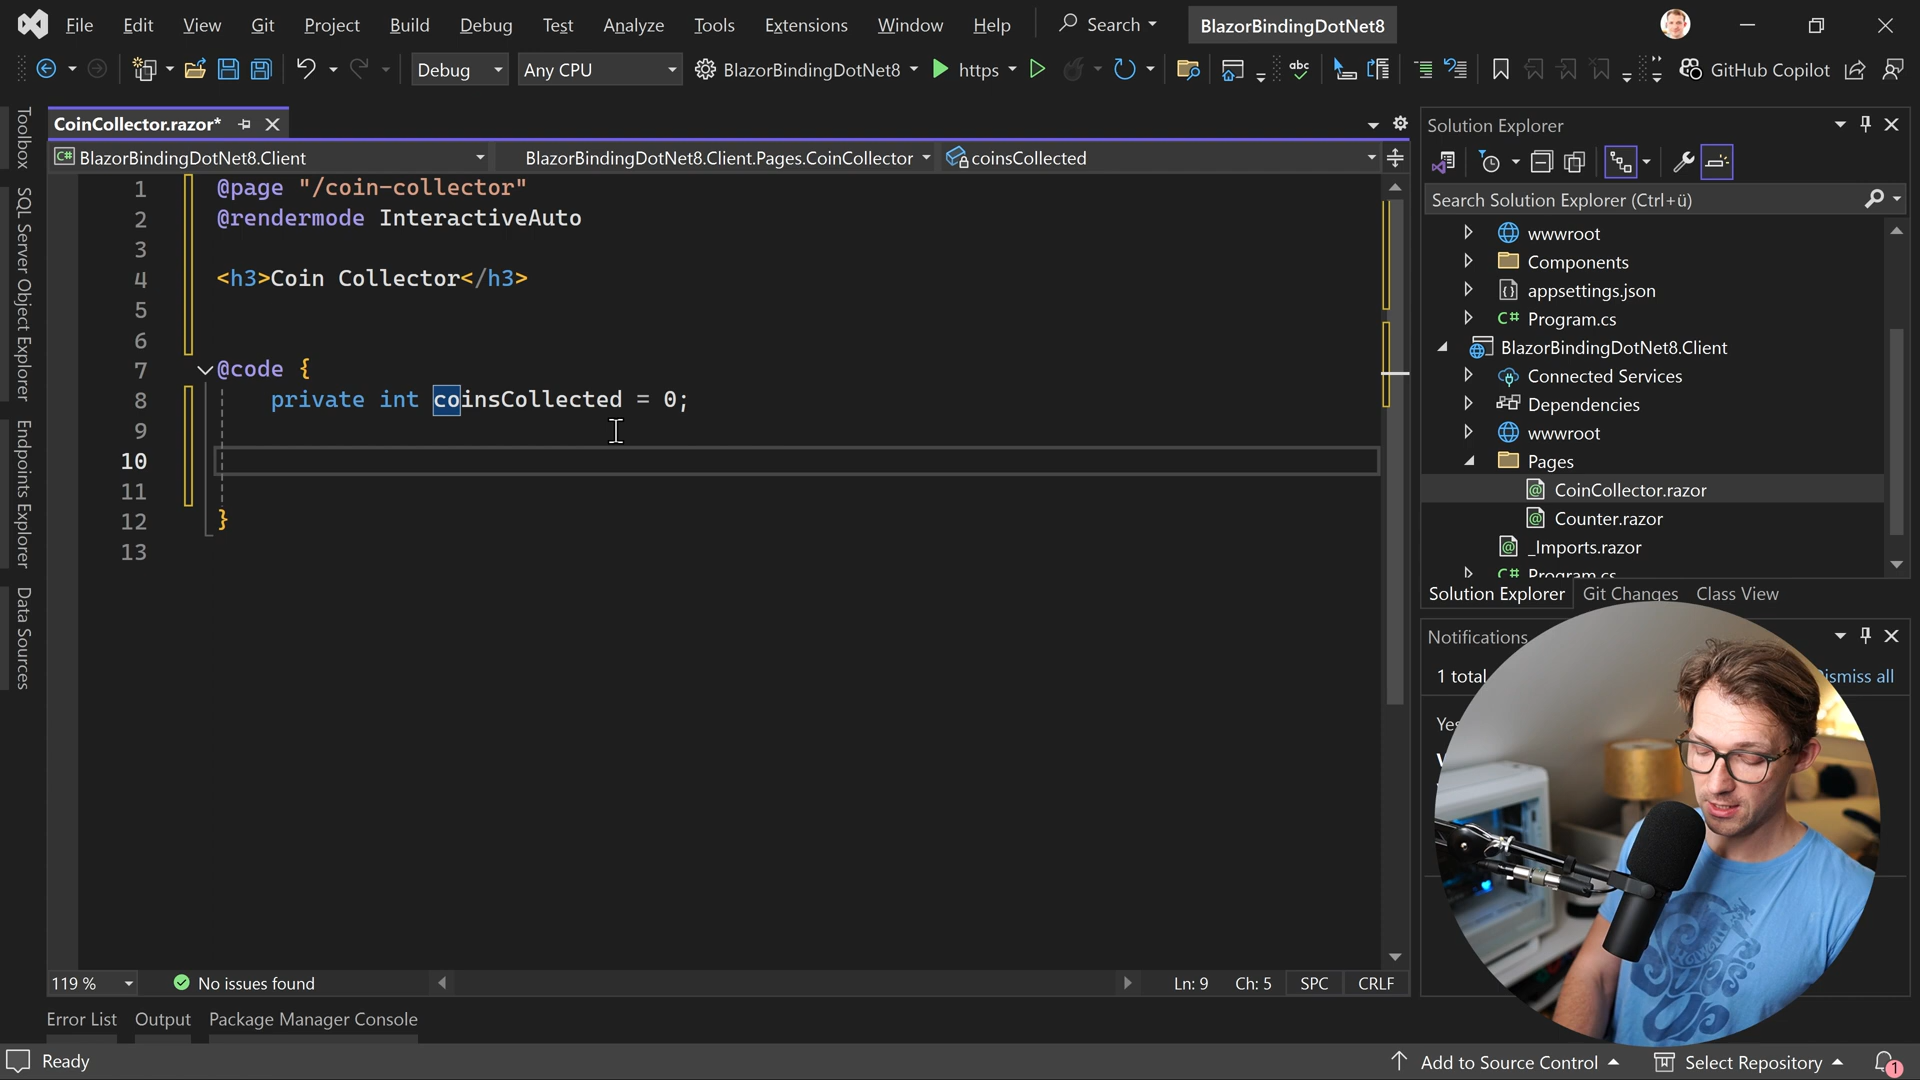 File Edit View Git Project Build Debug Test Analyze Tools Extensions Window Help Search BlazorBindingDotNet8
Debug Any CPU BlazorBindingDotNet8 https abc GitHub Copilot
CoinCollector.razor*
BlazorBindingDotNet8.Client BlazorBindingDotNet8.Client.Pages.CoinCollector coinsCollected
Toolbox
SQL Server Object Explorer
Endpoints Explorer
Data Sources
1 @page "/coin-collector"
2 @rendermode InteractiveAuto
3
4 <h3>Coin Collector</h3>
5
6
7 @code {
8 private int coinsCollected = 0;
9
10
11
12 }
13
119 % No issues found Ln: 9 Ch: 5 SPC CRLF
Solution Explorer
Search Solution Explorer (Ctrl+ü)
wwwroot
Components
appsettings.json
C# Program.cs
BlazorBindingDotNet8.Client
Connected Services
Dependencies
wwwroot
Pages
CoinCollector.razor
Counter.razor
_Imports.razor
C# Program.cs
Solution Explorer Git Changes Class View
Notifications
1 total
ismiss all
Error List Output Package Manager Console
Ready Add to Source Control Select Repository 1